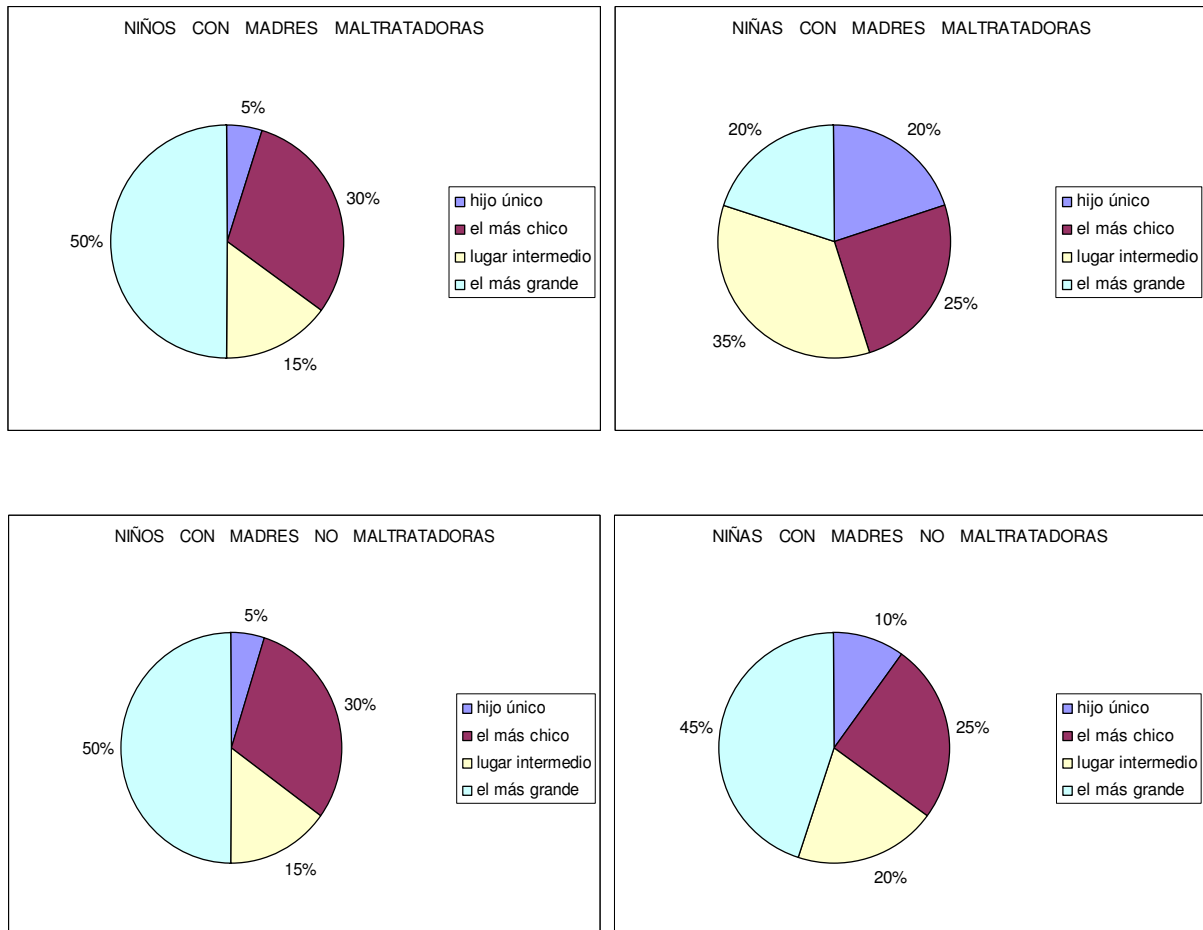 NIÑOS CON MADRES MALTRATADORAS
5%
30%
50%
15%
hijo único
el más chico
lugar intermedio
el más grande
NIÑAS CON MADRES MALTRATADORAS
20%
20%
25%
35%
hijo único
el más chico
lugar intermedio
el más grande
NIÑOS CON MADRES NO MALTRATADORAS
5%
30%
50%
15%
hijo único
el más chico
lugar intermedio
el más grande
NIÑAS CON MADRES NO MALTRATADORAS
10%
45%
25%
20%
hijo único
el más chico
lugar intermedio
el más grande